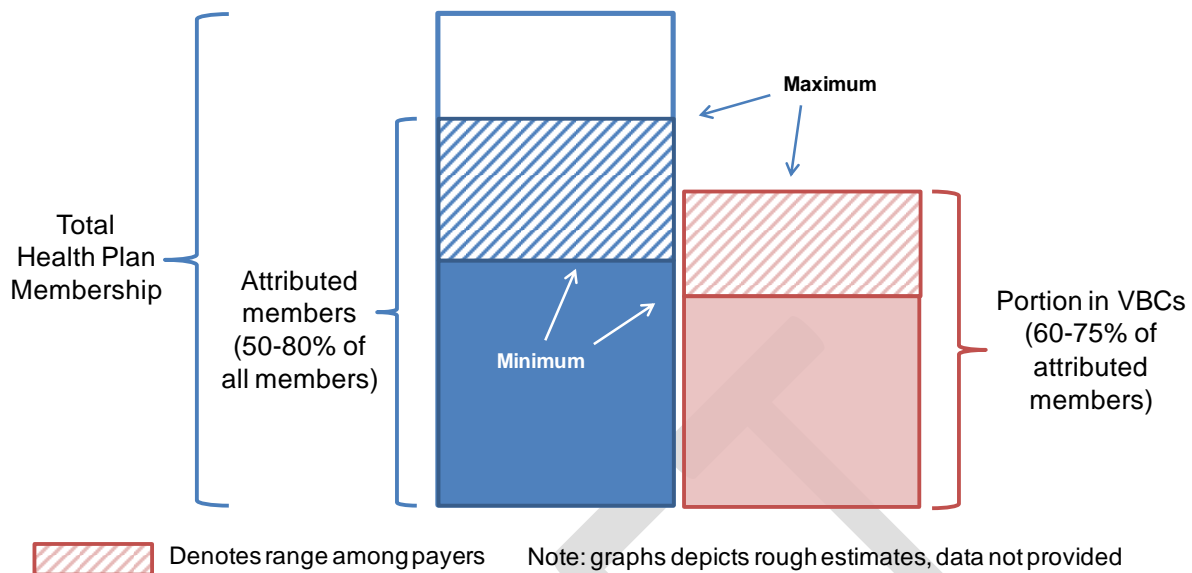 Maximum
Total
Health Plan
Membership
Attributed
members
(50-80% of
all members)
Minimum
Portion in VBCs
(60-75% of
attributed
members)
Denotes range among payers
Note: graphs depicts rough estimates, data not provided